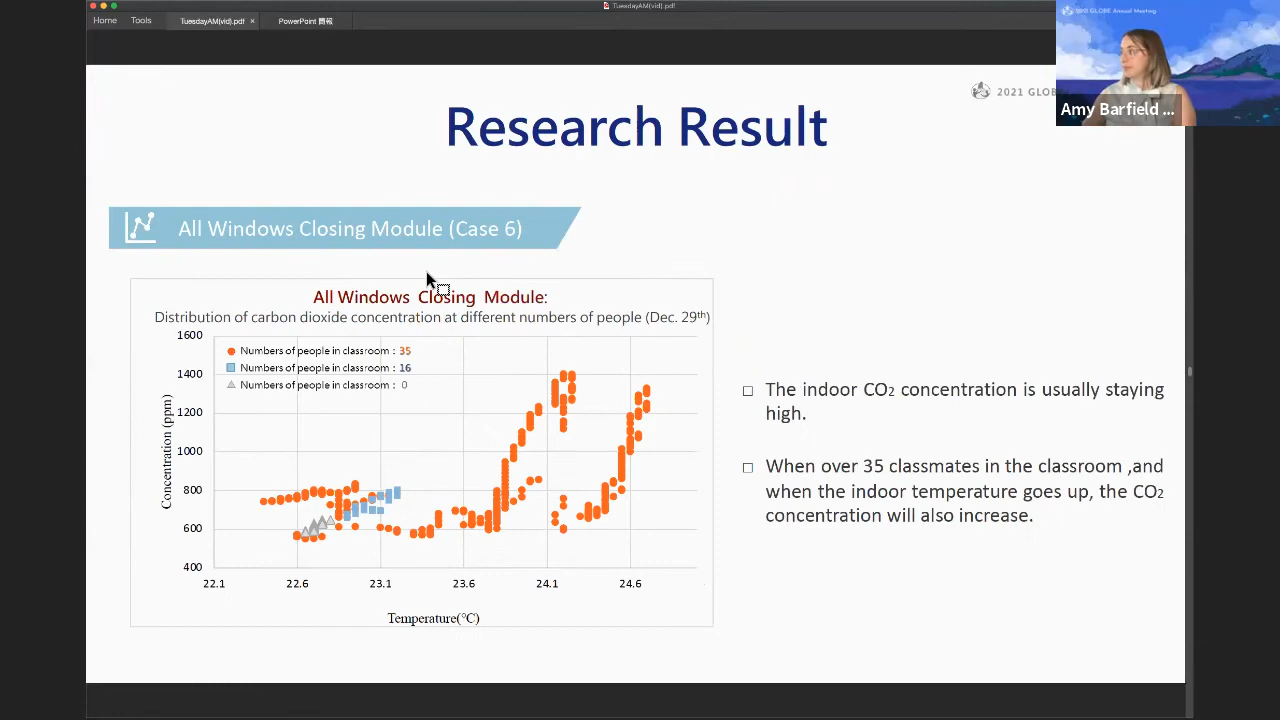 TuesdayAM(vid).pdf
Home Tools TuesdayAM(vid).pdf × PowerPoint 簡報
2021 GLOBE Annual Meeting
2021 GLOB
Amy Barfield ...
Research Result
All Windows Closing Module (Case 6)
All Windows Closing Module:
Distribution of carbon dioxide concentration at different numbers of people (Dec. 29th)
Numbers of people in classroom : 35
Numbers of people in classroom : 16
Numbers of people in classroom : 0
Concentration (ppm)
1600
1400
1200
1000
800
600
400
22.1 22.6 23.1 23.6 24.1 24.6
Temperature(℃)
The indoor CO2 concentration is usually staying
high.
When over 35 classmates in the classroom ,and
when the indoor temperature goes up, the CO2
concentration will also increase.